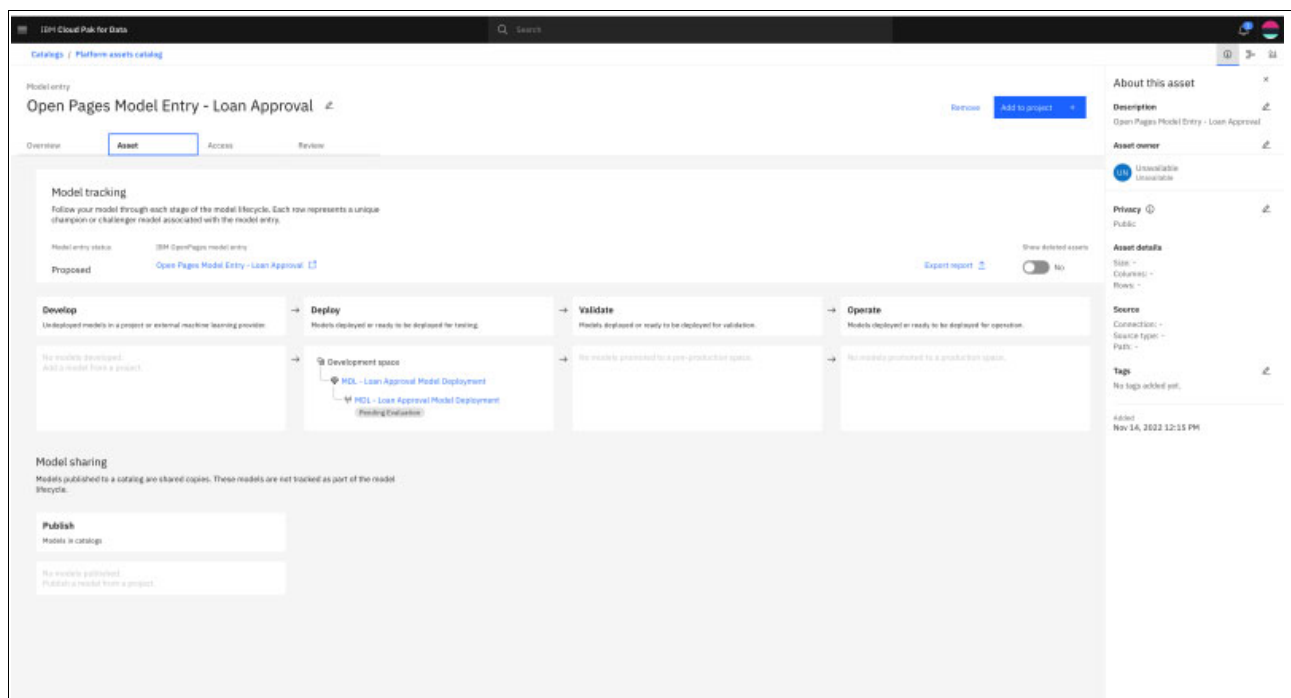 IBM Cloud Pak for Data
Search
Catalogs / Platform assets catalog
Model entry
Open Pages Model Entry - Loan Approval
Remove
Add to project +
Overview
Asset
Access
Review
Model tracking
Follow your model through each stage of the model lifecycle. Each row represents a unique
champion or challenger model associated with the model entry.
Model entry status
IBM OpenPages model entry
Show deleted assets
Proposed
Open Pages Model Entry - Loan Approval
Export report
No
Develop
Undeployed models in a project or external machine learning provider.
Deploy
Models deployed or ready to be deployed for testing.
Validate
Models deployed or ready to be deployed for validation.
Operate
Models deployed or ready to be deployed for operation.
No models developed.
Add a model from a project.
Development space
MDL - Loan Approval Model Deployment
MDL - Loan Approval Model Deployment
Pending Evaluation
No models promoted to a pre-production space.
No models promoted to a production space.
Model sharing
Models published to a catalog are shared copies. These models are not tracked as part of the model
lifecycle.
Publish
Models in catalogs
No models published.
Publish a model from a project.
About this asset
×
Description
Open Pages Model Entry - Loan Approval
Asset owner
UN
Unavailable
Unavailable
Privacy
Public
Asset details
Size: -
Columns: -
Rows: -
Source
Connection: -
Source type: -
Path: -
Tags
No tags added yet.
Added
Nov 14, 2022 12:15 PM